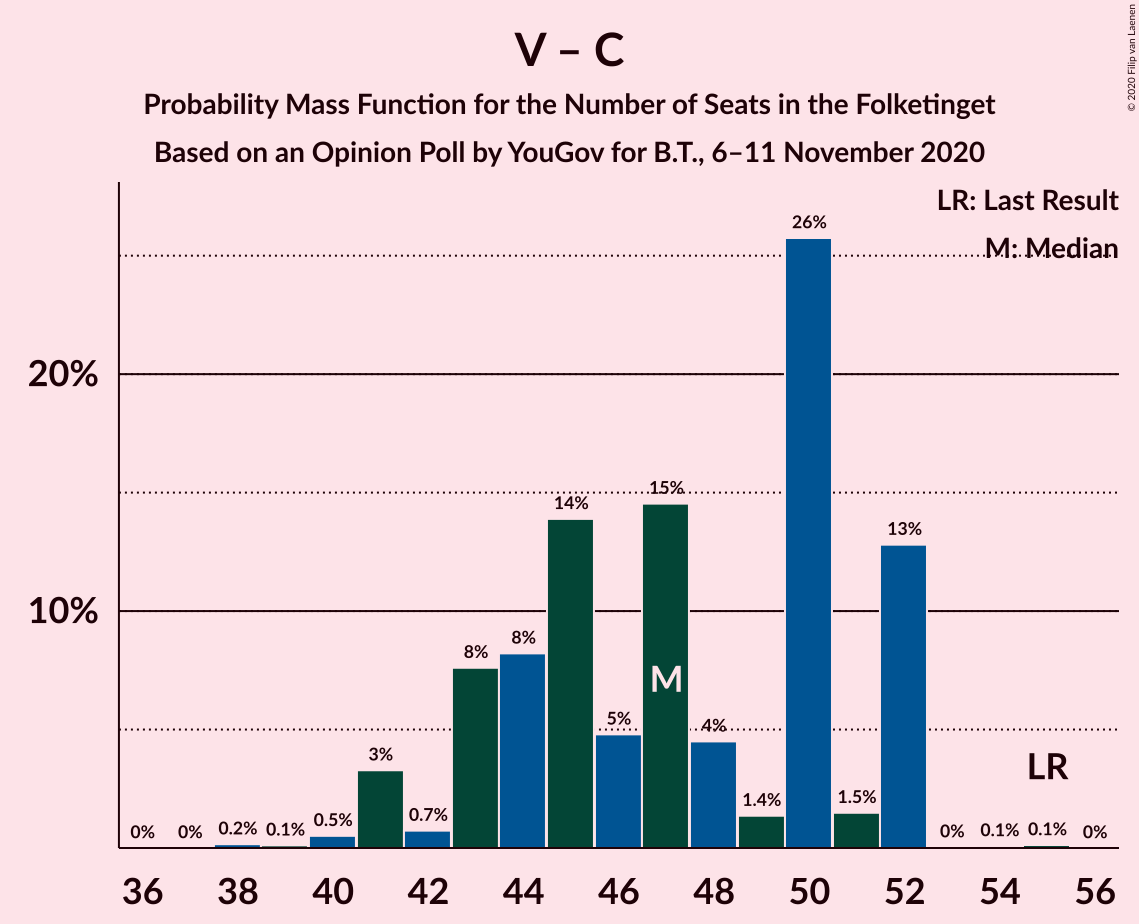 V – C
Probability Mass Function for the Number of Seats in the Folketinget
Based on an Opinion Poll by YouGov for B.T., 6–11 November 2020
© 2020 Filip van Laenen
LR: Last Result
M: Median
20%
10%
0%
0%
0.2%
0.1%
0.5%
3%
0.7%
8%
8%
14%
5%
15%
4%
1.4%
26%
1.5%
13%
0%
0.1%
0.1%
0%
M
LR
36 38 40 42 44 46 48 50 52 54 56